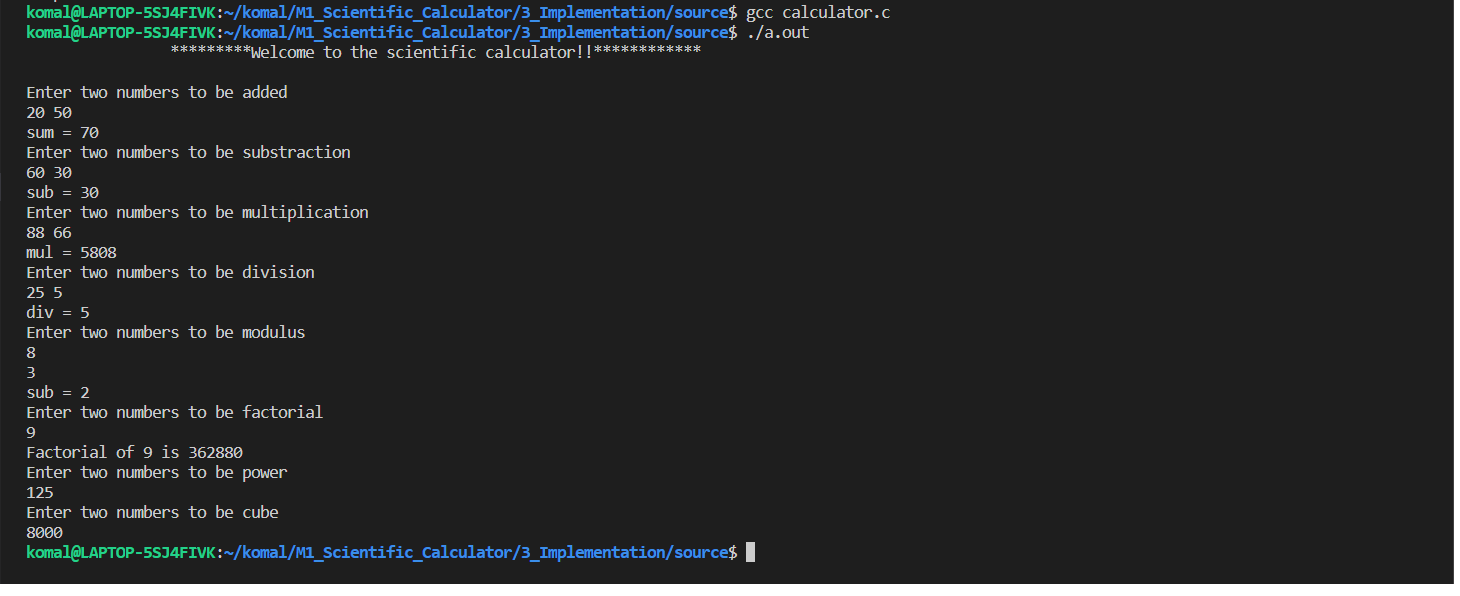 komal@LAPTOP-5SJ4FIVK:~/komal/M1_Scientific_Calculator/3_Implementation/source$ gcc calculator.c
komal@LAPTOP-5SJ4FIVK:~/komal/M1_Scientific_Calculator/3_Implementation/source$ ./a.out
*********Welcome to the scientific calculator!!************
Enter two numbers to be added
20 50
sum = 70
Enter two numbers to be substraction
60 30
sub = 30
Enter two numbers to be multiplication
88 66
mul = 5808
Enter two numbers to be division
25 5
div = 5
Enter two numbers to be modulus
8
3
sub = 2
Enter two numbers to be factorial
9
Factorial of 9 is 362880
Enter two numbers to be power
125
Enter two numbers to be cube
8000
komal@LAPTOP-5SJ4FIVK:~/komal/M1_Scientific_Calculator/3_Implementation/source$